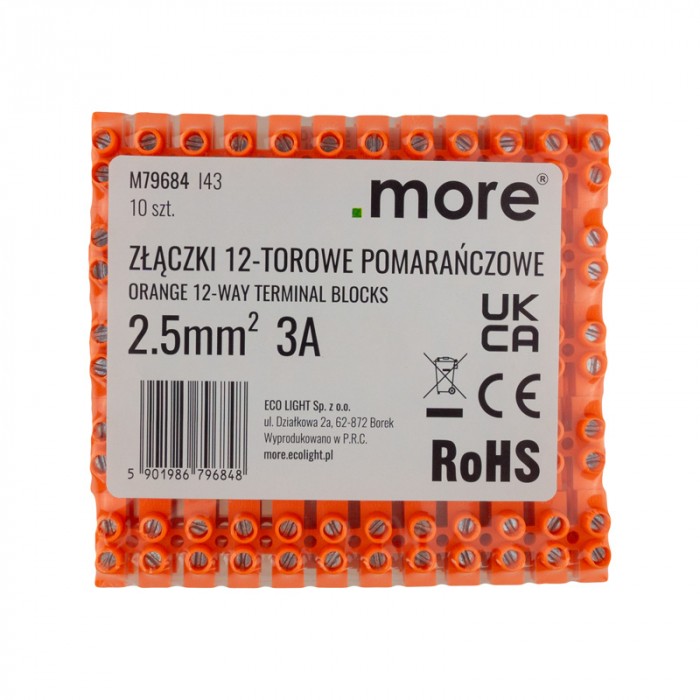 M79684 I43
10 szt.
.more®
ZŁĄCZKI 12-TOROWE POMARAŃCZOWE
ORANGE 12-WAY TERMINAL BLOCKS
2.5mm² 3A
UK
CA
CE
ECO LIGHT Sp. z o.o.
ul. Działkowa 2a, 62-872 Borek
Wyprodukowano w P.R.C.
more.ecolight.pl
RoHS
5 901986 796848